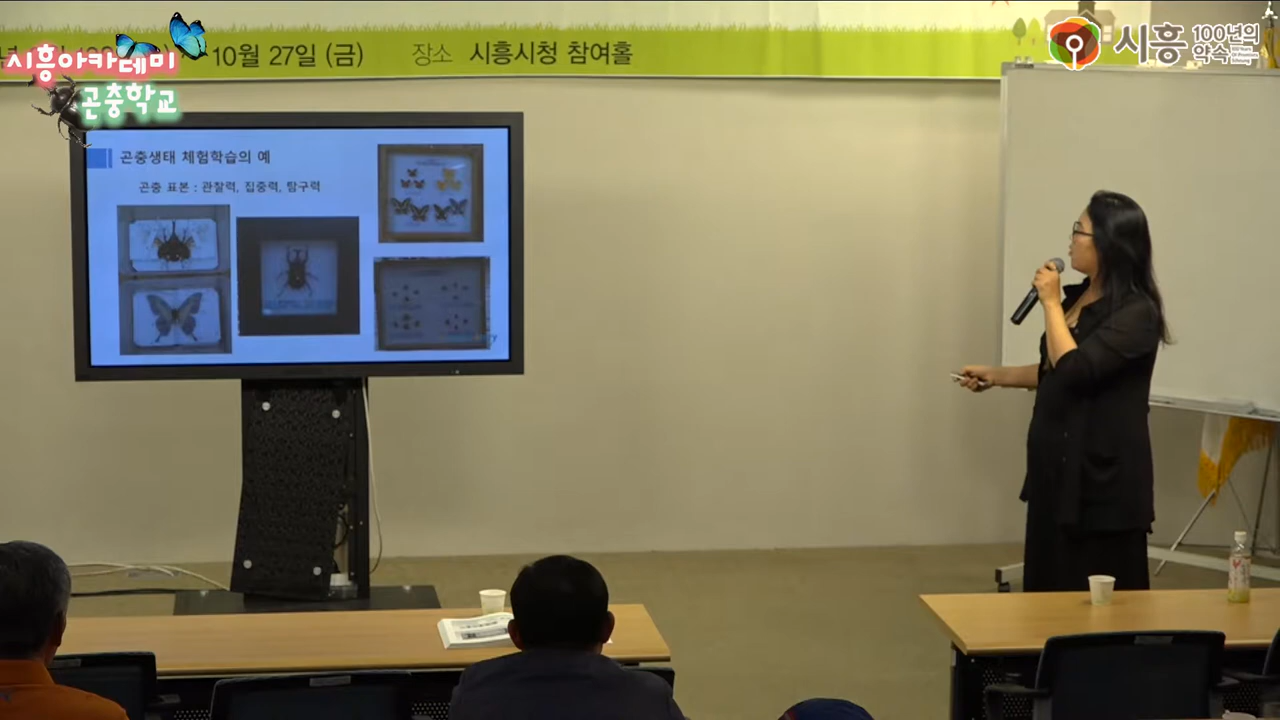 10월 27일 (금) 장소 시흥시청 참여홀
시흥아카데미
곤충학교
시흥 100년의
약속
곤충생태 체험학습의 예
곤충 표본 : 관찰력, 집중력, 탐구력